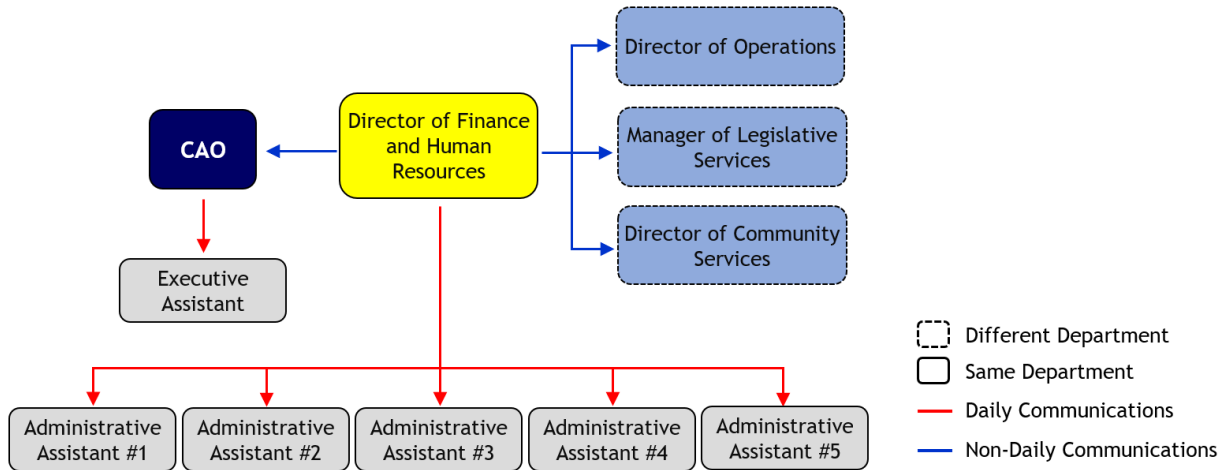 Director of Operations
CAO
Director of Finance
and Human
Resources
Manager of Legislative
Services
Director of Community
Services
Executive
Assistant
Administrative
Assistant #1
Administrative
Assistant #2
Administrative
Assistant #3
Administrative
Assistant #4
Administrative
Assistant #5
Different Department
Same Department
Daily Communications
Non-Daily Communications